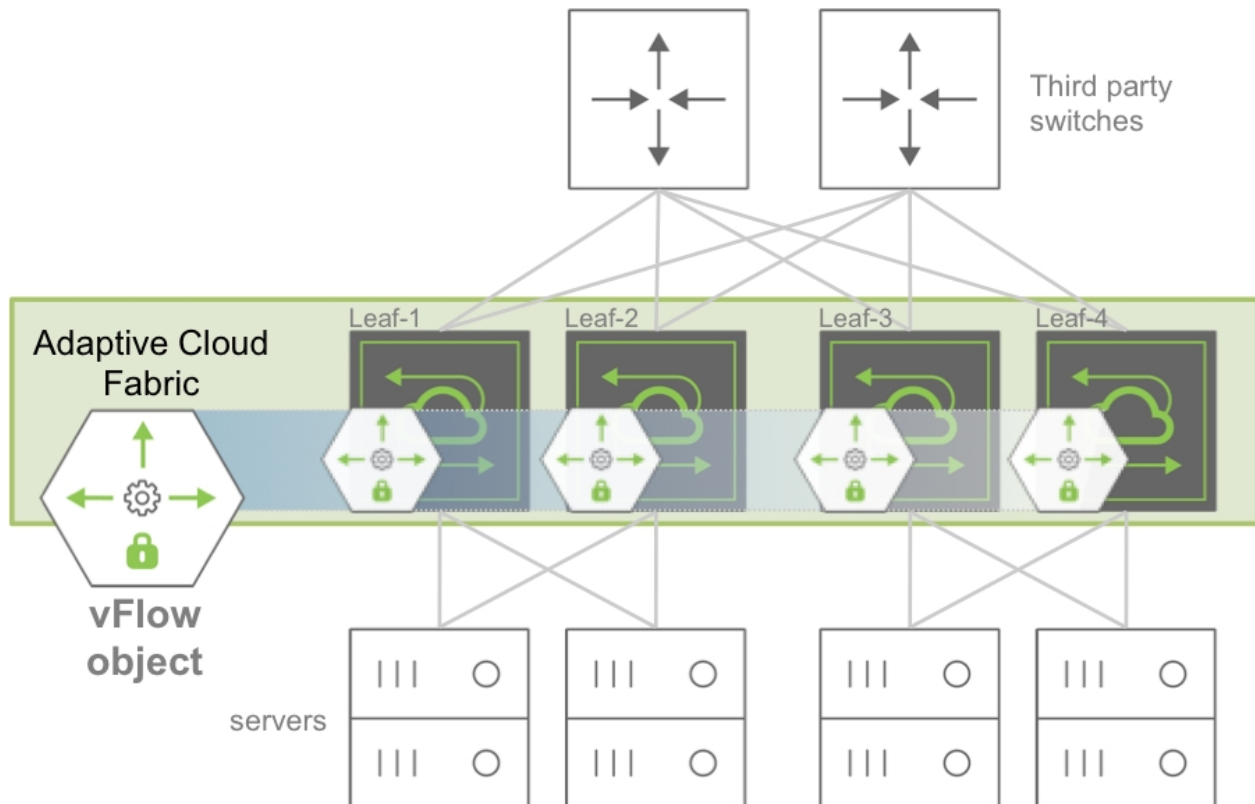 Third party
switches
Leaf-1
Leaf-2
Leaf-3
Leaf-4
Adaptive Cloud
Fabric
vFlow
object
servers